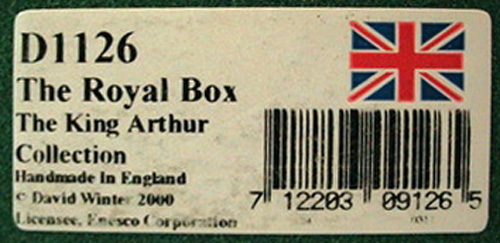 D1126
The Royal Box
The King Arthur
Collection
Handmade In England
© David Winter 2000
Licensee, Enesco Corporation
7 12203 09126 5